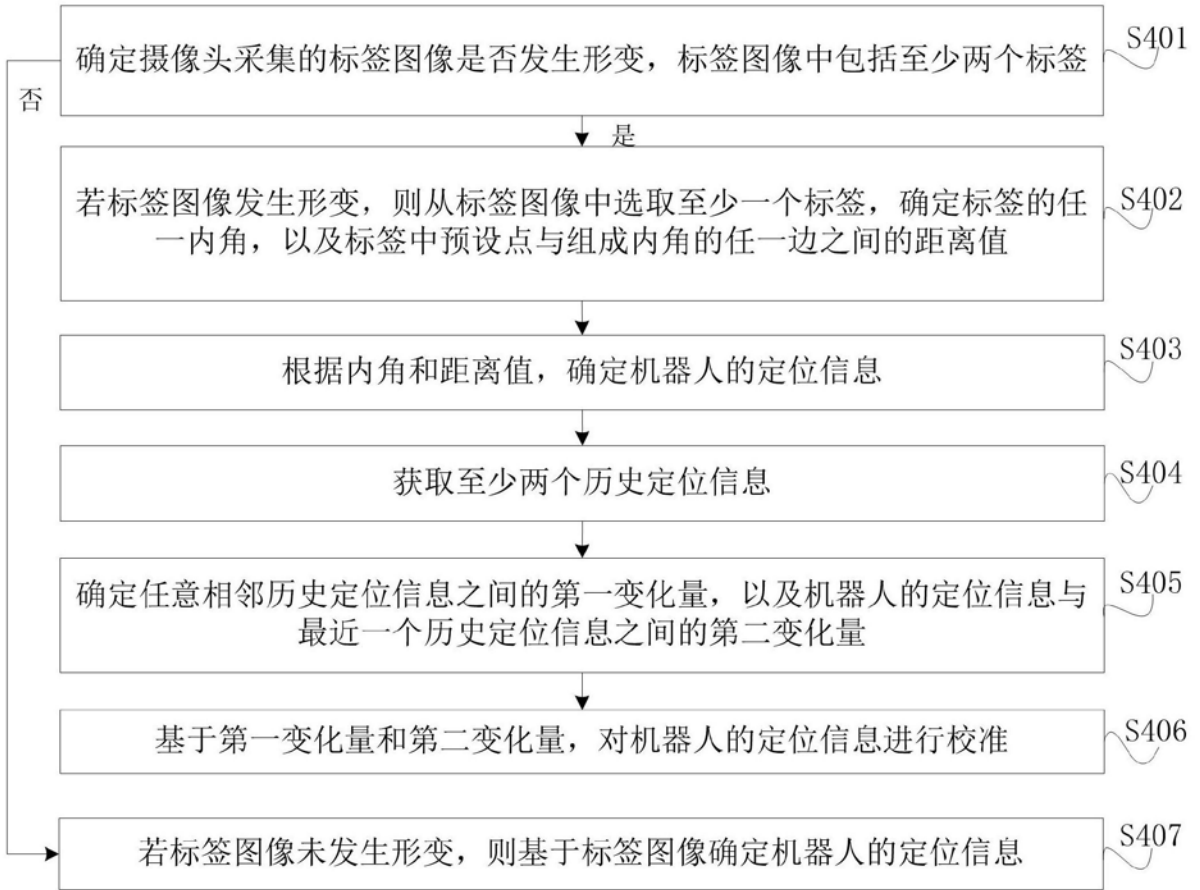 确定摄像头采集的标签图像是否发生形变，标签图像中包括至少两个标签
S401
否
是
若标签图像发生形变，则从标签图像中选取至少一个标签，确定标签的任
一内角，以及标签中预设点与组成内角的任一边之间的距离值
S402
根据内角和距离值，确定机器人的定位信息
S403
获取至少两个历史定位信息
S404
确定任意相邻历史定位信息之间的第一变化量，以及机器人的定位信息与
最近一个历史定位信息之间的第二变化量
S405
基于第一变化量和第二变化量，对机器人的定位信息进行校准
S406
若标签图像未发生形变，则基于标签图像确定机器人的定位信息
S407